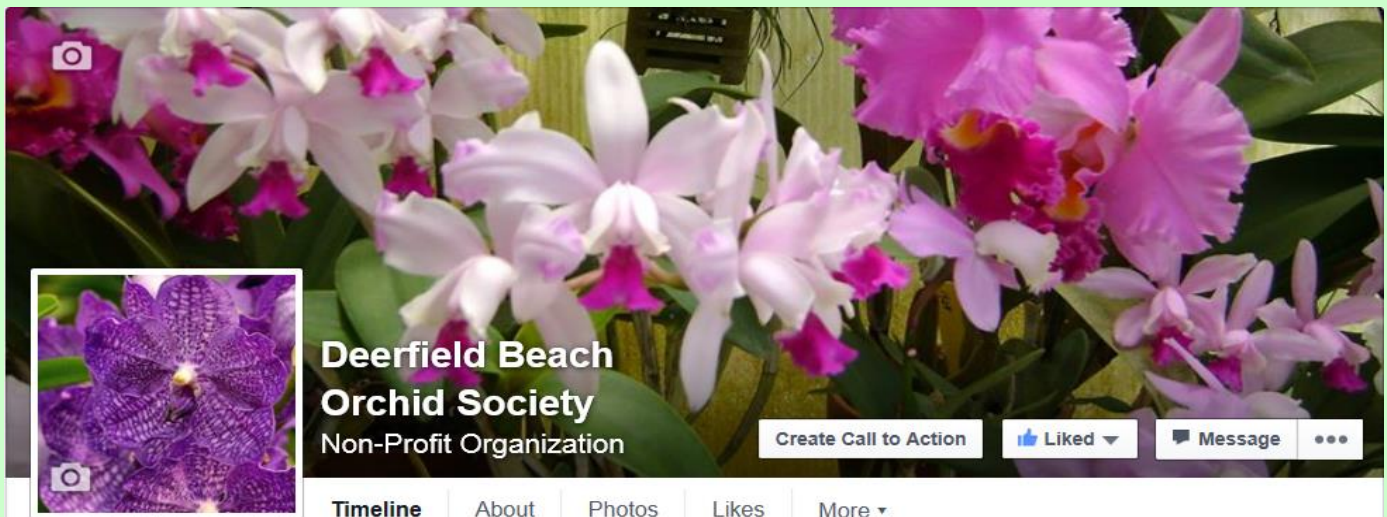 Deerfield Beach
Orchid Society
Non-Profit Organization
Create Call to Action Liked Message
Timeline About Photos Likes More